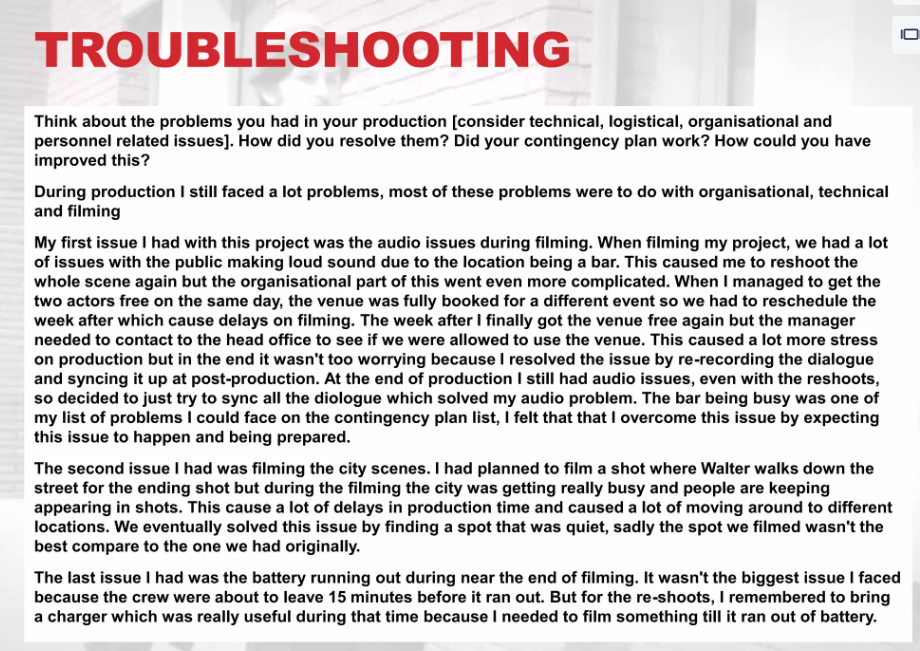 TROUBLESHOOTING
Think about the problems you had in your production [consider technical, logistical, organisational and
personnel related issues]. How did you resolve them? Did your contingency plan work? How could you have
improved this?
During production I still faced a lot problems, most of these problems were to do with organisational, technical
and filming
My first issue I had with this project was the audio issues during filming. When filming my project, we had a lot
of issues with the public making loud sound due to the location being a bar. This caused me to reshoot the
whole scene again but the organisational part of this went even more complicated. When I managed to get the
two actors free on the same day, the venue was fully booked for a different event so we had to reschedule the
week after which cause delays on filming. The week after I finally got the venue free again but the manager
needed to contact to the head office to see if we were allowed to use the venue. This caused a lot more stress
on production but in the end it wasn't too worrying because I resolved the issue by re-recording the dialogue
and syncing it up at post-production. At the end of production I still had audio issues, even with the reshoots,
so decided to just try to sync all the diologue which solved my audio problem. The bar being busy was one of
my list of problems I could face on the contingency plan list, I felt that that I overcome this issue by expecting
this issue to happen and being prepared.
The second issue I had was filming the city scenes. I had planned to film a shot where Walter walks down the
street for the ending shot but during the filming the city was getting really busy and people are keeping
appearing in shots. This cause a lot of delays in production time and caused a lot of moving around to different
locations. We eventually solved this issue by finding a spot that was quiet, sadly the spot we filmed wasn't the
best compare to the one we had originally.
The last issue I had was the battery running out during near the end of filming. It wasn't the biggest issue I faced
because the crew were about to leave 15 minutes before it ran out. But for the re-shoots, I remembered to bring
a charger which was really useful during that time because I needed to film something till it ran out of battery.